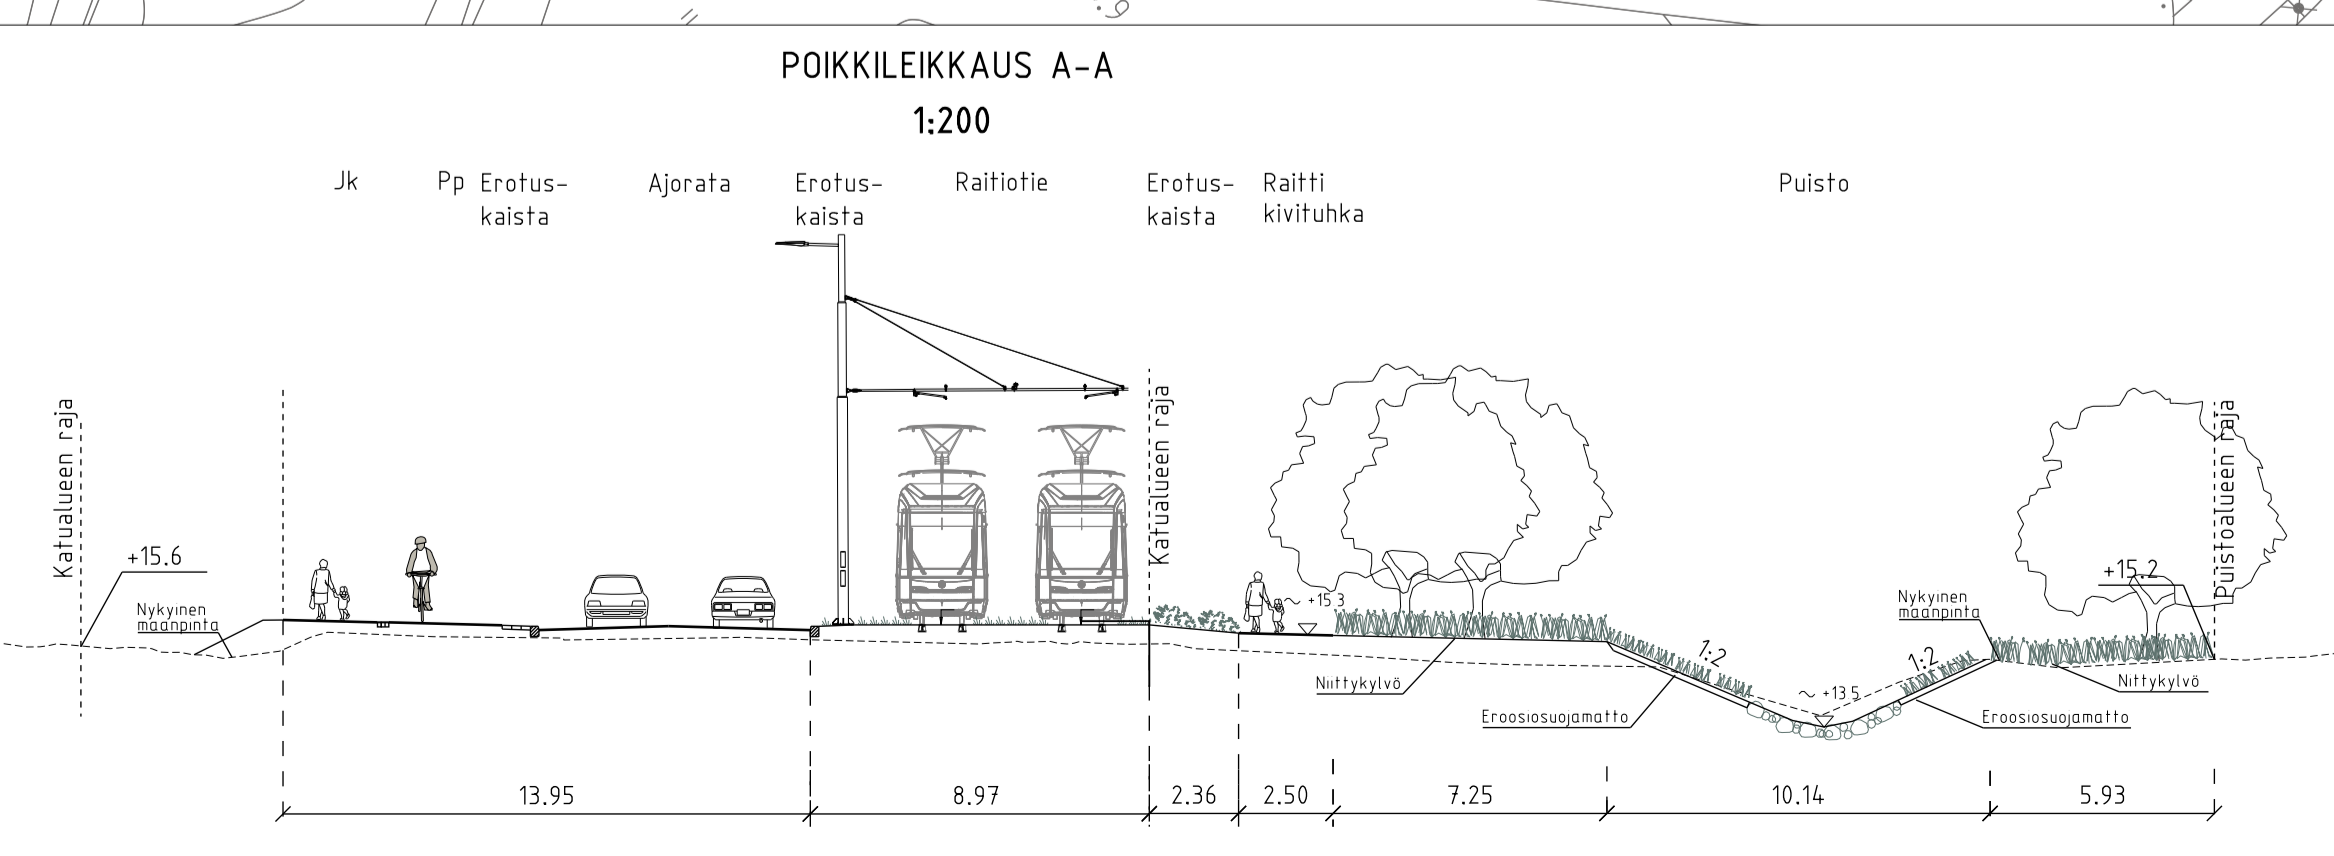 POIKKILEIKKAUS A-A
1:200
Jk
Pp
Erotus-
kaista
Ajorata
Erotus-
kaista
Raitiotie
Erotus-
kaista
Raitti
kivituhka
Puisto
Katualueen raja
+15.6
Nykyinen
maanpinta
Katualueen raja
~ +15.3
Niittykylvö
Eroosiosuojamatto
1:2
~ +13.5
1:2
Nykyinen
maanpinta
+15.2
Puistoalueen raja
Nittykylvö
Eroosiosuojamatto
13.95
8.97
2.36
2.50
7.25
10.14
5.93